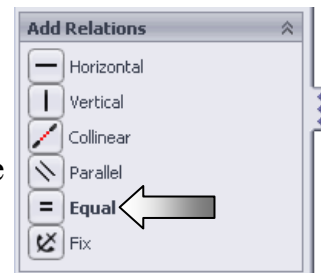 Add Relations
Horizontal
Vertical
Collinear
Parallel
Equal
Fix